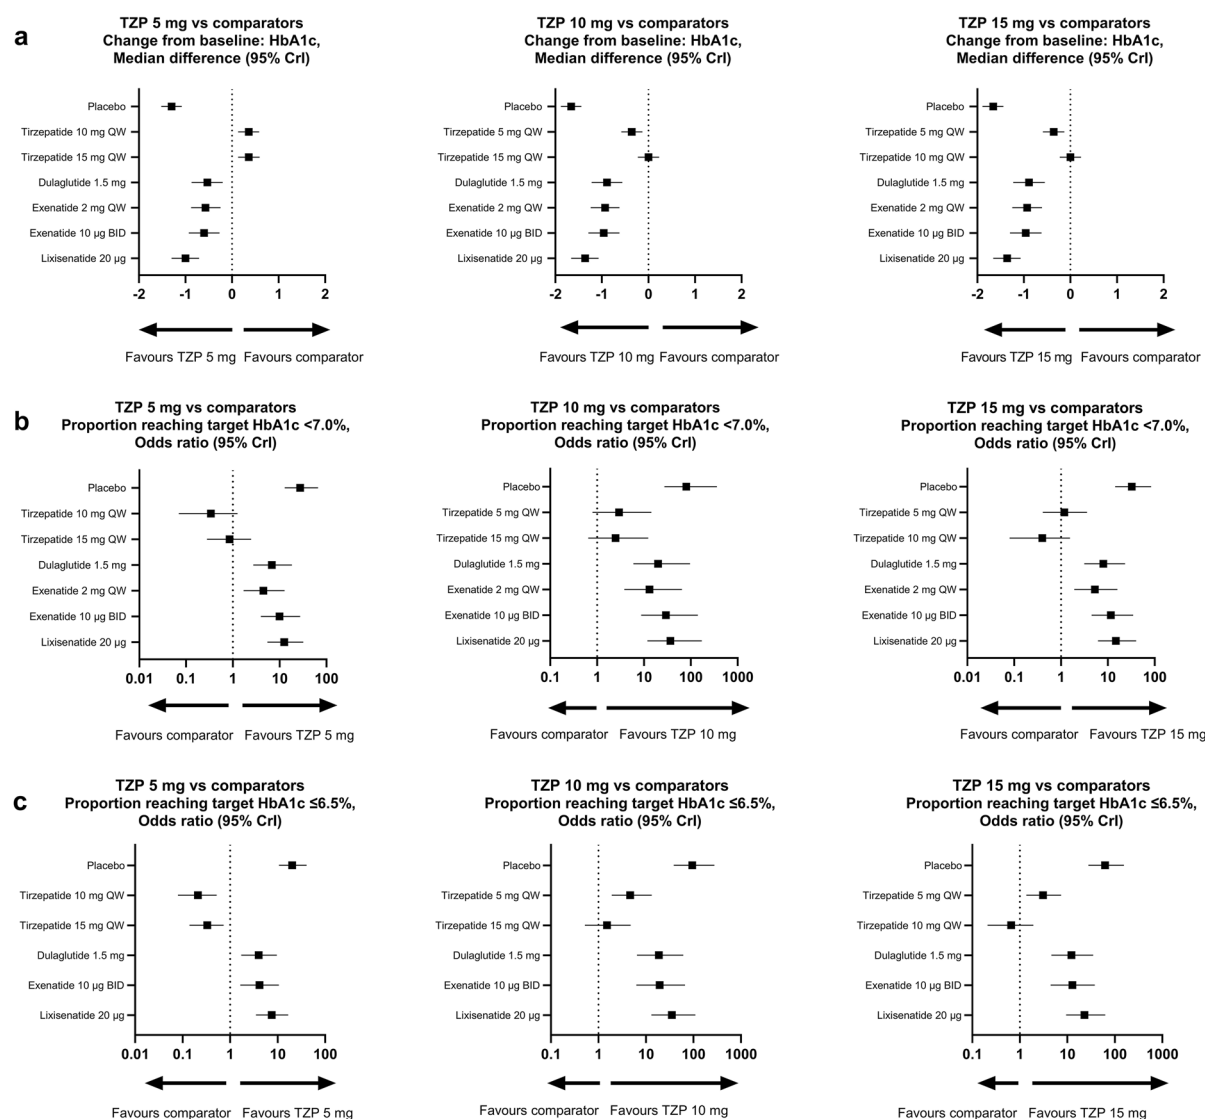 a
TZP 5 mg vs comparators
Change from baseline: HbA1c,
Median difference (95% CrI)
Placebo
Tirzepatide 10 mg QW
Tirzepatide 15 mg QW
Dulaglutide 1.5 mg
Exenatide 2 mg QW
Exenatide 10 µg BID
Lixisenatide 20 µg
-2 -1 0 1 2
Favours TZP 5 mg Favours comparator
TZP 10 mg vs comparators
Change from baseline: HbA1c,
Median difference (95% CrI)
Placebo
Tirzepatide 5 mg QW
Tirzepatide 15 mg QW
Dulaglutide 1.5 mg
Exenatide 2 mg QW
Exenatide 10 µg BID
Lixisenatide 20 µg
-2 -1 0 1 2
Favours TZP 10 mg Favours comparator
TZP 15 mg vs comparators
Change from baseline: HbA1c,
Median difference (95% CrI)
Placebo
Tirzepatide 5 mg QW
Tirzepatide 10 mg QW
Dulaglutide 1.5 mg
Exenatide 2 mg QW
Exenatide 10 µg BID
Lixisenatide 20 µg
-2 -1 0 1 2
Favours TZP 15 mg Favours comparator
b
TZP 5 mg vs comparators
Proportion reaching target HbA1c <7.0%,
Odds ratio (95% CrI)
Placebo
Tirzepatide 10 mg QW
Tirzepatide 15 mg QW
Dulaglutide 1.5 mg
Exenatide 2 mg QW
Exenatide 10 µg BID
Lixisenatide 20 µg
0.01 0.1 1 10 100
Favours comparator Favours TZP 5 mg
TZP 10 mg vs comparators
Proportion reaching target HbA1c <7.0%,
Odds ratio (95% CrI)
Placebo
Tirzepatide 5 mg QW
Tirzepatide 15 mg QW
Dulaglutide 1.5 mg
Exenatide 2 mg QW
Exenatide 10 µg BID
Lixisenatide 20 µg
0.1 1 10 100 1000
Favours comparator Favours TZP 10 mg
TZP 15 mg vs comparators
Proportion reaching target HbA1c <7.0%,
Odds ratio (95% CrI)
Placebo
Tirzepatide 5 mg QW
Tirzepatide 10 mg QW
Dulaglutide 1.5 mg
Exenatide 2 mg QW
Exenatide 10 µg BID
Lixisenatide 20 µg
0.01 0.1 1 10 100
Favours comparator Favours TZP 15 mg
c
TZP 5 mg vs comparators
Proportion reaching target HbA1c ≤6.5%,
Odds ratio (95% CrI)
Placebo
Tirzepatide 10 mg QW
Tirzepatide 15 mg QW
Dulaglutide 1.5 mg
Exenatide 10 µg BID
Lixisenatide 20 µg
0.01 0.1 1 10 100
Favours comparator Favours TZP 5 mg
TZP 10 mg vs comparators
Proportion reaching target HbA1c ≤6.5%,
Odds ratio (95% CrI)
Placebo
Tirzepatide 5 mg QW
Tirzepatide 15 mg QW
Dulaglutide 1.5 mg
Exenatide 10 µg BID
Lixisenatide 20 µg
0.1 1 10 100 1000
Favours comparator Favours TZP 10 mg
TZP 15 mg vs comparators
Proportion reaching target HbA1c ≤6.5%,
Odds ratio (95% CrI)
Placebo
Tirzepatide 5 mg QW
Tirzepatide 10 mg QW
Dulaglutide 1.5 mg
Exenatide 10 µg BID
Lixisenatide 20 µg
0.1 1 10 100 1000
Favours comparator Favours TZP 15 mg